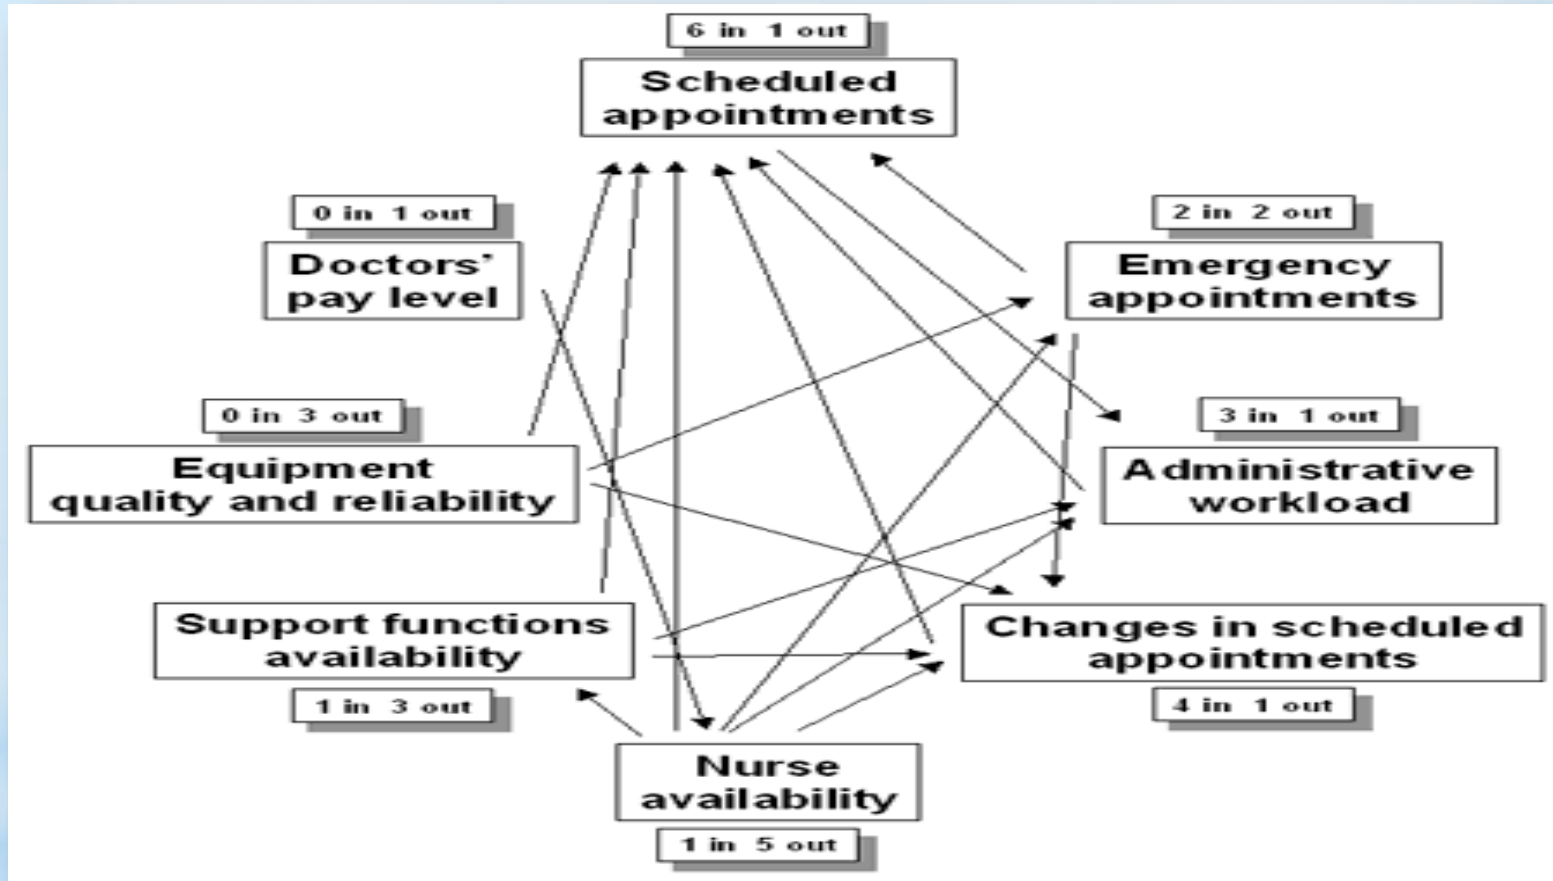 6 in 1 out
Scheduled
appointments
0 in 1 out
Doctors'
pay level
2 in 2 out
Emergency
appointments
0 in 3 out
Equipment
quality and reliability
3 in 1 out
Administrative
workload
Support functions
availability
1 in 3 out
Changes in scheduled
appointments
4 in 1 out
Nurse
availability
1 in 5 out